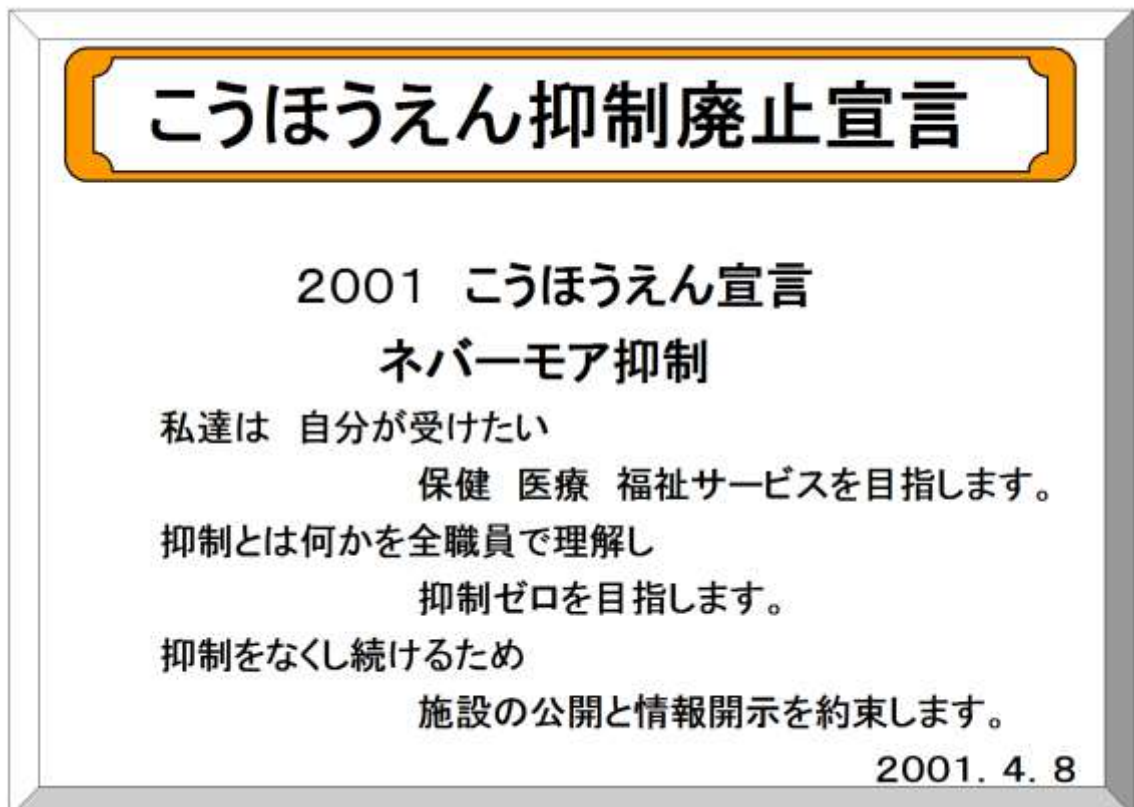 こうほうえん抑制廃止宣言
2001　こうほうえん宣言
ネバーモア抑制
私達は　自分が受けたい
保健　医療　福祉サービスを目指します。
抑制とは何かを全職員で理解し
抑制ゼロを目指します。
抑制をなくし続けるため
施設の公開と情報開示を約束します。
2001．4．8